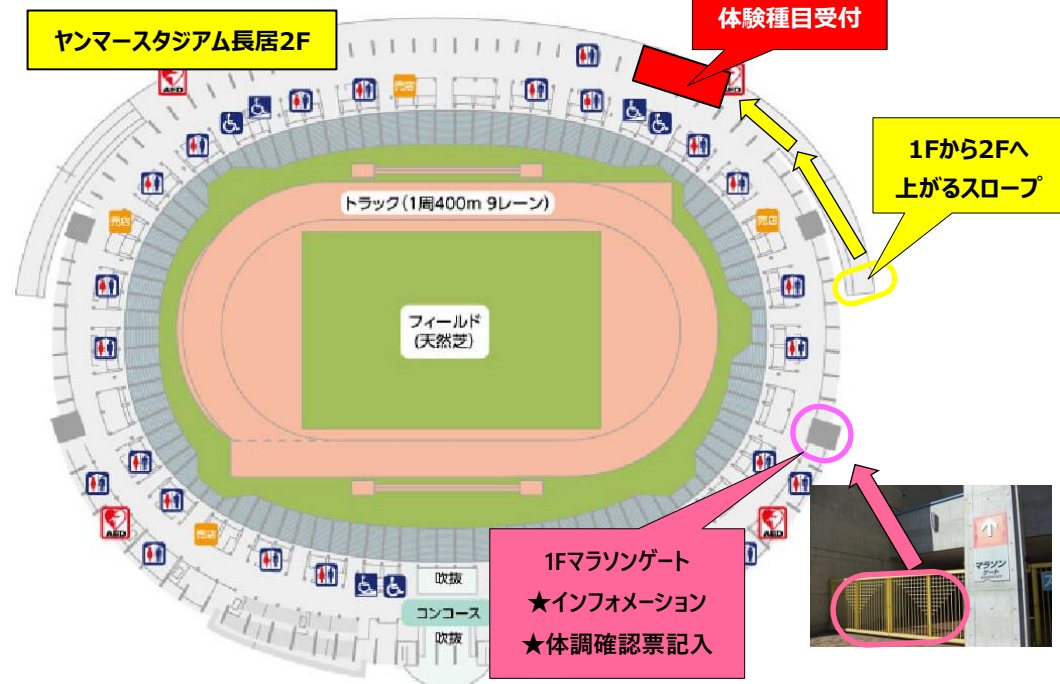 体験種目受付
ヤンマースタジアム長居2F
AED
AED
売店
1Fから2Fへ
上がるスロープ
トラック(1周400m 9レーン)
売店
売店
フィールド
(天然芝)
AED
AED
売店
1Fマラソンゲート
★インフォメーション
★体調確認票記入
吹抜
コンコース
吹抜
マラソン
ゲート